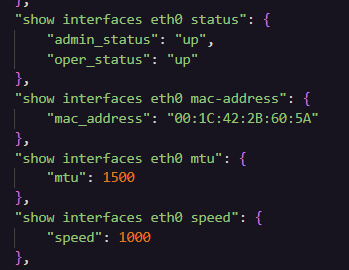 },
"show interfaces eth0 status": {
    "admin_status": "up",
    "oper_status": "up"
},
"show interfaces eth0 mac-address": {
    "mac_address": "00:1C:42:2B:60:5A"
},
"show interfaces eth0 mtu": {
    "mtu": 1500
},
"show interfaces eth0 speed": {
    "speed": 1000
},